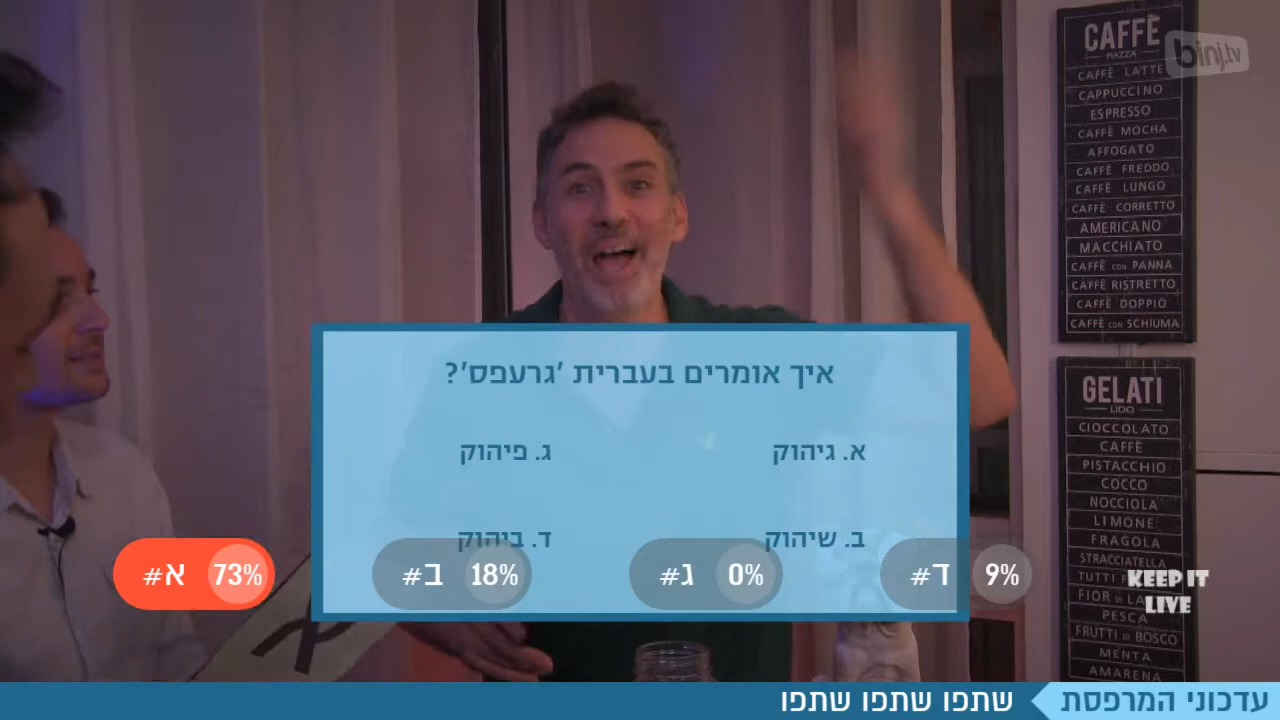 CAFFÈ
PIAZZA
CAFFÈ LATTE
CAPPUCCINO
ESPRESSO
CAFFÈ MOCHA
AFFOGATO
CAFFÈ FREDDO
CAFFÈ LUNGO
CAFFÈ CORRETTO
AMERICANO
MACCHIATO
CAFFÈ CON PANNA
CAFFÈ RISTRETTO
CAFFÈ DOPPIO
CAFFÈ CON SCHIUMA
binj.tv
איך אומרים בעברית 'גרעפס'?
א. גיהוק
ג. פיהוק
ב. שיהוק
ד. ביהוק
#א 73%
#ב 18%
#ג 0%
#ד 9%
א
GELATI
LIDO
CIOCCOLATO
CAFFÈ
PISTACCHIO
COCCO
NOCCIOLA
LIMONE
FRAGOLA
STRACCIATELLA
TUTTI
FIOR DI
PESCA
FRUTTI DI BOSCO
MENTA
AMARENA
KEEP IT
LIVE
עדכוני המרפסת
שתפו שתפו שתפו